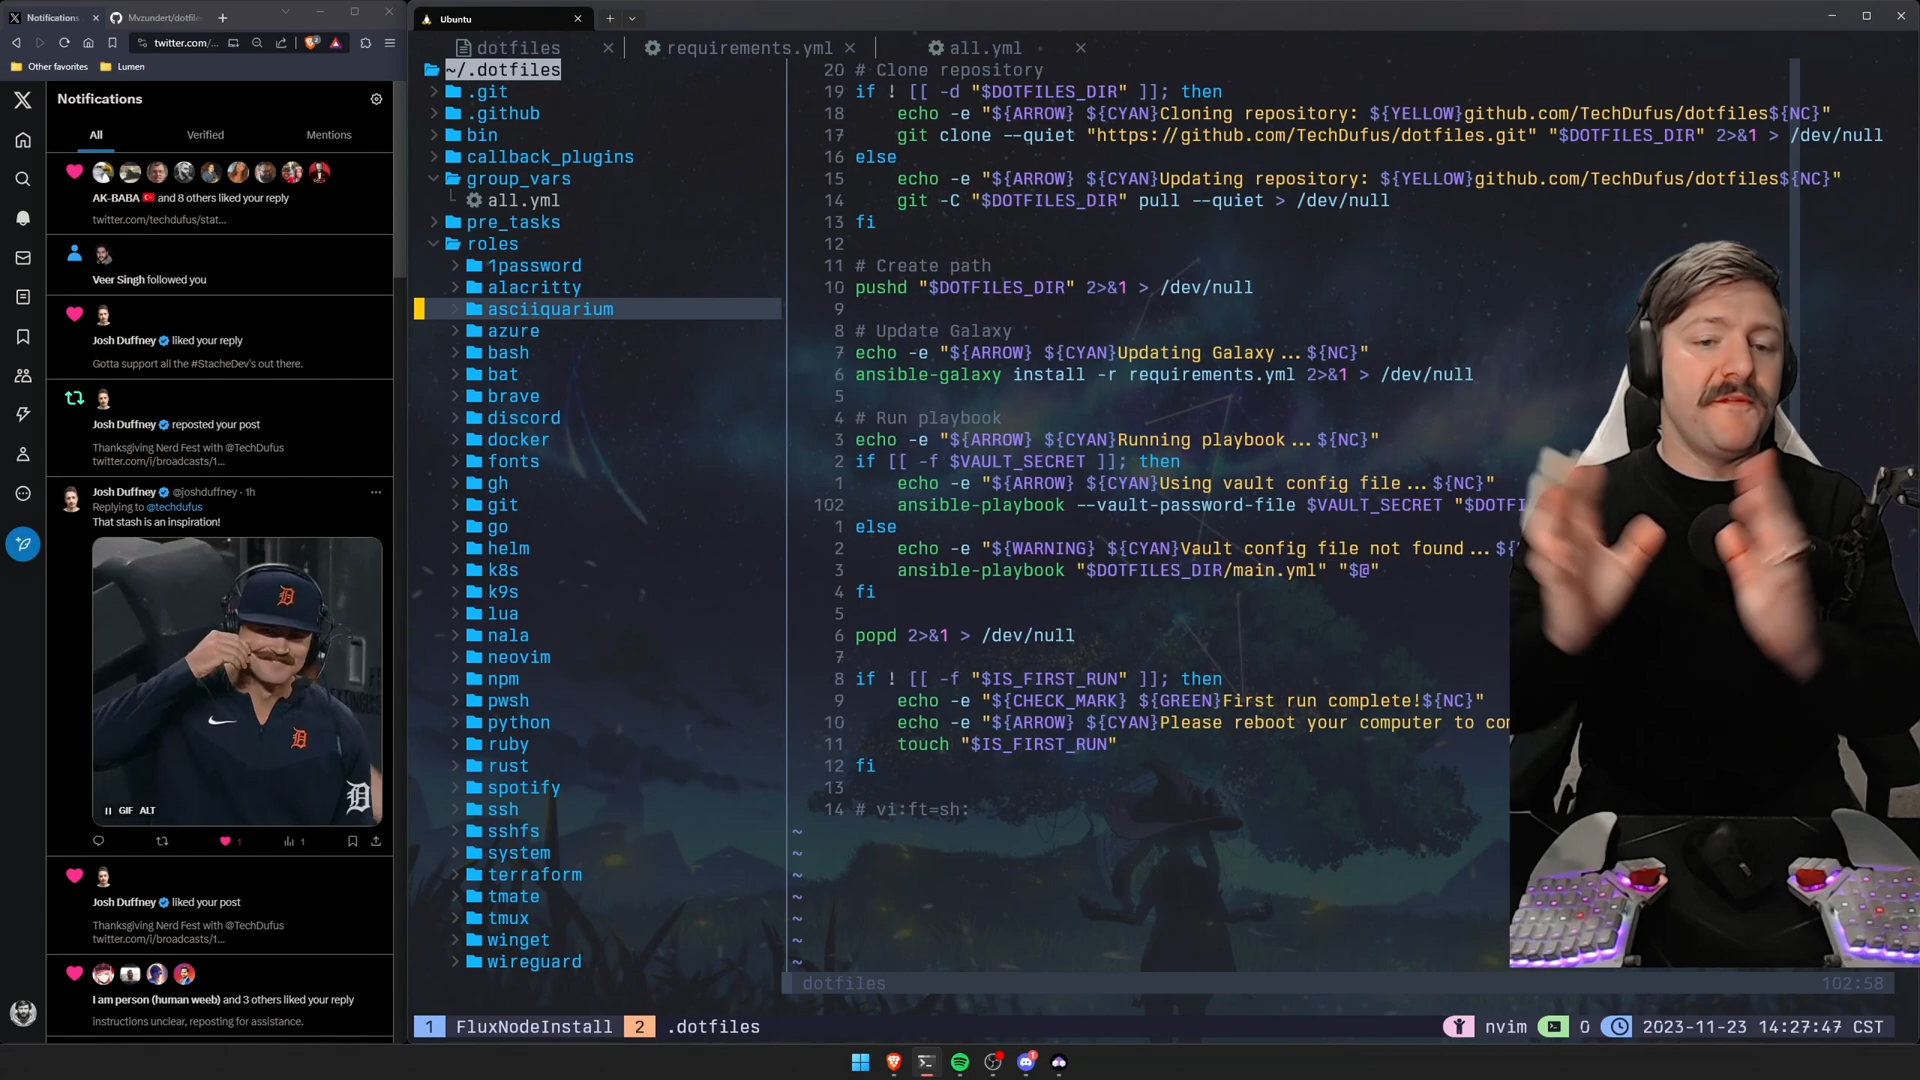 Notifications
Mvzundert/dotfile
twitter.com/...
Other favorites
Lumen
Notifications
All
Verified
Mentions
AK-BABA 🇹🇷 and 8 others liked your reply
twitter.com/techdufus/stat...
Veer Singh followed you
Josh Duffney liked your reply
Gotta support all the #StacheDev's out there.
Josh Duffney reposted your post
Thanksgiving Nerd Fest with @TechDufus
twitter.com/i/broadcasts/1...
Josh Duffney @joshduffney · 1h
Replying to @techdufus
That stash is an inspiration!
GIF ALT
1
1
Josh Duffney liked your post
Thanksgiving Nerd Fest with @TechDufus
twitter.com/i/broadcasts/1...
I am person (human weeb) and 3 others liked your reply
instructions unclear, reposting for assistance.
Ubuntu
dotfiles
requirements.yml
all.yml
~/.dotfiles
.git
.github
bin
callback_plugins
group_vars
all.yml
pre_tasks
roles
1password
alacritty
asciiquarium
azure
bash
bat
brave
discord
docker
fonts
gh
git
go
helm
k8s
k9s
lua
nala
neovim
npm
pwsh
python
ruby
rust
spotify
ssh
sshfs
system
terraform
tmate
tmux
winget
wireguard
20 # Clone repository
19 if ! [[ -d "$DOTFILES_DIR" ]]; then
18 echo -e "${ARROW} ${CYAN}Cloning repository: ${YELLOW}github.com/TechDufus/dotfiles${NC}"
17 git clone --quiet "https://github.com/TechDufus/dotfiles.git" "$DOTFILES_DIR" 2>&1 > /dev/null
16 else
15 echo -e "${ARROW} ${CYAN}Updating repository: ${YELLOW}github.com/TechDufus/dotfiles${NC}"
14 git -C "$DOTFILES_DIR" pull --quiet > /dev/null
13 fi
12
11 # Create path
10 pushd "$DOTFILES_DIR" 2>&1 > /dev/null
9
8 # Update Galaxy
7 echo -e "${ARROW} ${CYAN}Updating Galaxy...${NC}"
6 ansible-galaxy install -r requirements.yml 2>&1 > /dev/null
5
4 # Run playbook
3 echo -e "${ARROW} ${CYAN}Running playbook...${NC}"
2 if [[ -f $VAULT_SECRET ]]; then
1 echo -e "${ARROW} ${CYAN}Using vault config file...${NC}"
102 ansible-playbook --vault-password-file $VAULT_SECRET "$DOTFI
1 else
2 echo -e "${WARNING} ${CYAN}Vault config file not found...${
3 ansible-playbook "$DOTFILES_DIR/main.yml" "$@"
4 fi
5
6 popd 2>&1 > /dev/null
7
8 if ! [[ -f "$IS_FIRST_RUN" ]]; then
9 echo -e "${CHECK_MARK} ${GREEN}First run complete!${NC}"
10 echo -e "${ARROW} ${CYAN}Please reboot your computer to com
11 touch "$IS_FIRST_RUN"
12 fi
13
14 # vi:ft=sh:
~
~
~
~
~
~
~
dotfiles 102:58
1 FluxNodeInstall 2 .dotfiles
nvim 0 2023-11-23 14:27:47 CST